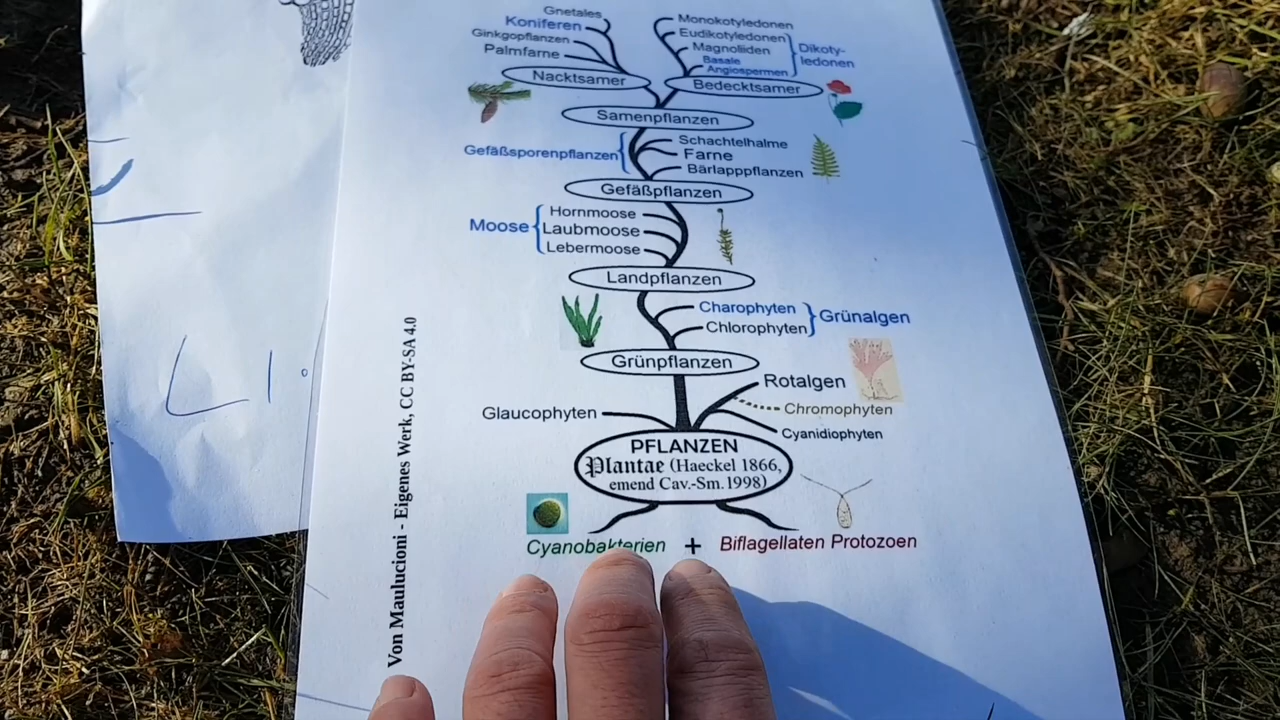 Gnetales
Koniferen
Ginkgopflanzen
Palmfarne
Nacktsamer
Monokotyledonen
Eudikotyledonen
Magnoliiden
Basale
Angiospermen
Dikoty-
ledonen
Bedecktsamer
Samenpflanzen
Gefäßsporenpflanzen
Schachtelhalme
Farne
Bärlapppflanzen
Gefäßpflanzen
Moose
Hornmoose
Laubmoose
Lebermoose
Landpflanzen
Charophyten
Chlorophyten
Grünalgen
Grünpflanzen
Rotalgen
Chromophyten
Cyanidiophyten
Glaucophyten
PFLANZEN
Plantae (Haeckel 1866,
emend Cav.-Sm. 1998)
Cyanobakterien + Biflagellaten Protozoen
Von Maulucioni - Eigenes Werk, CC BY-SA 4.0